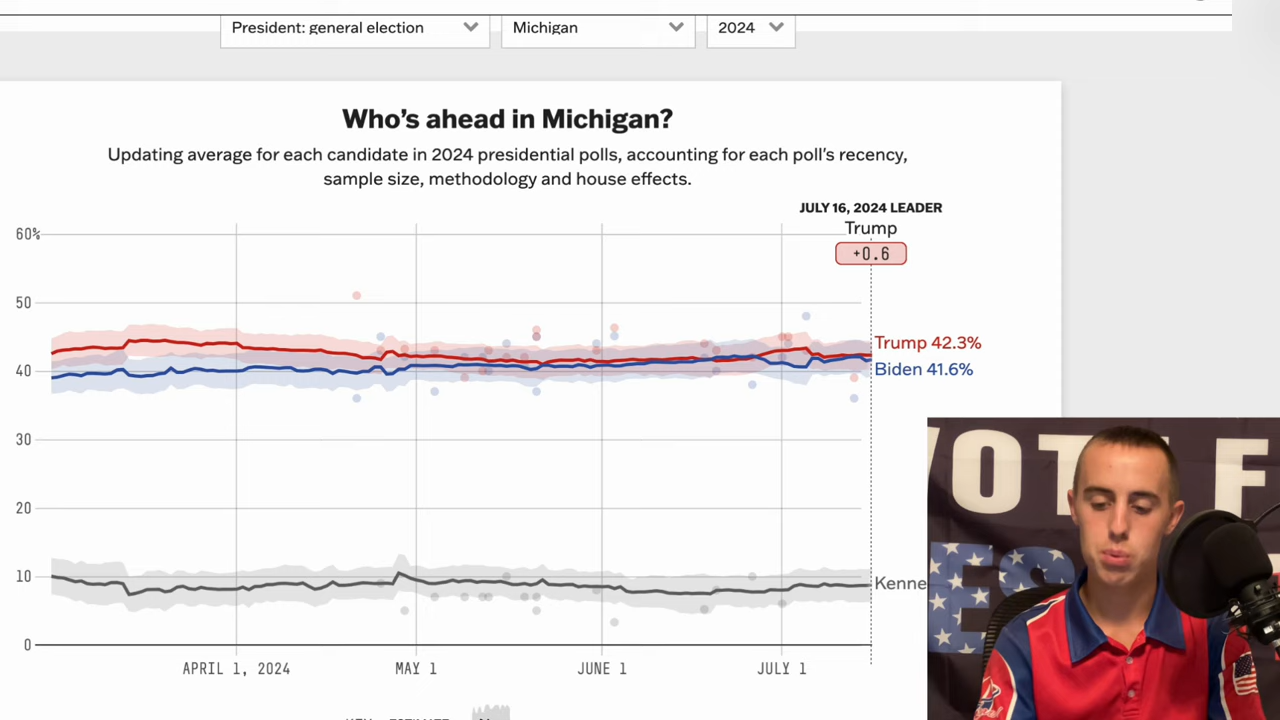 President: general election
Michigan
2024
Who's ahead in Michigan?
Updating average for each candidate in 2024 presidential polls, accounting for each poll's recency,
sample size, methodology and house effects.
JULY 16, 2024 LEADER
Trump
+0.6
60%
50
40
30
20
10
0
Trump 42.3%
Biden 41.6%
Kenne
APRIL 1, 2024
MAY 1
JUNE 1
JULY 1
VOTE F